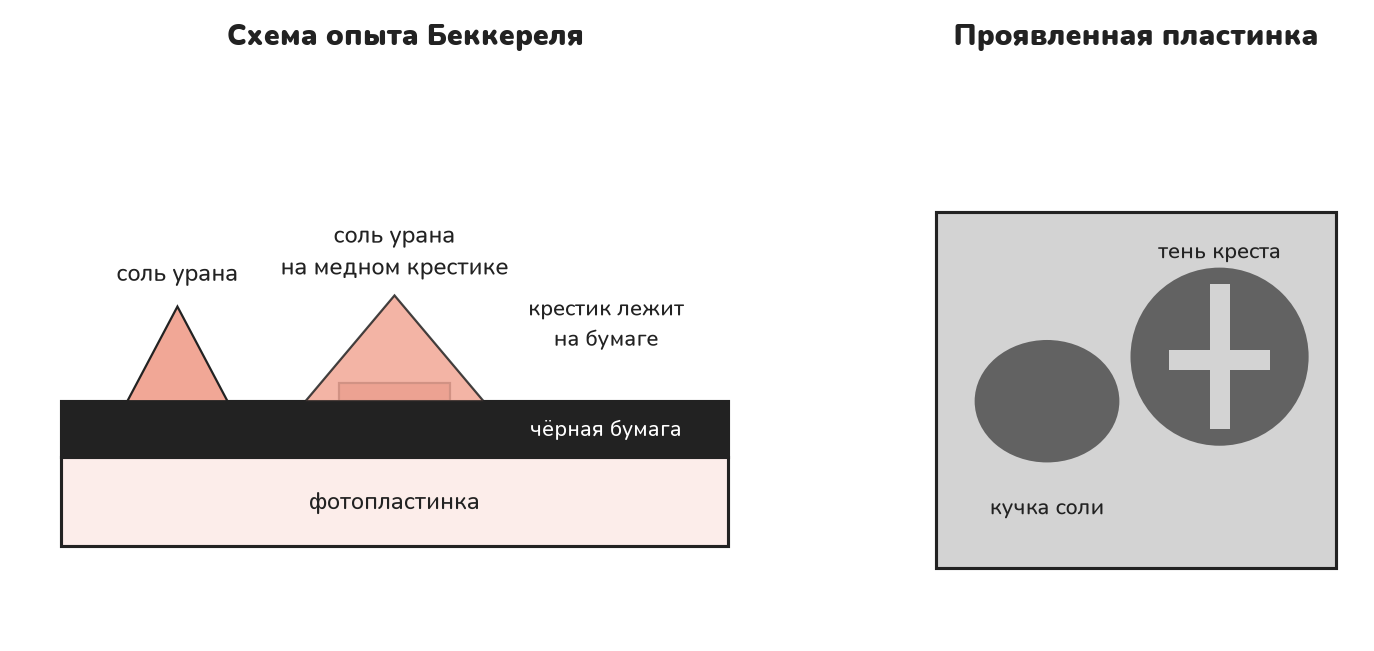 Схема опыта Беккереля
соль урана
соль урана
на медном крестике
крестик лежит
на бумаге
чёрная бумага
фотопластинка
Проявленная пластинка
тень креста
кучка соли